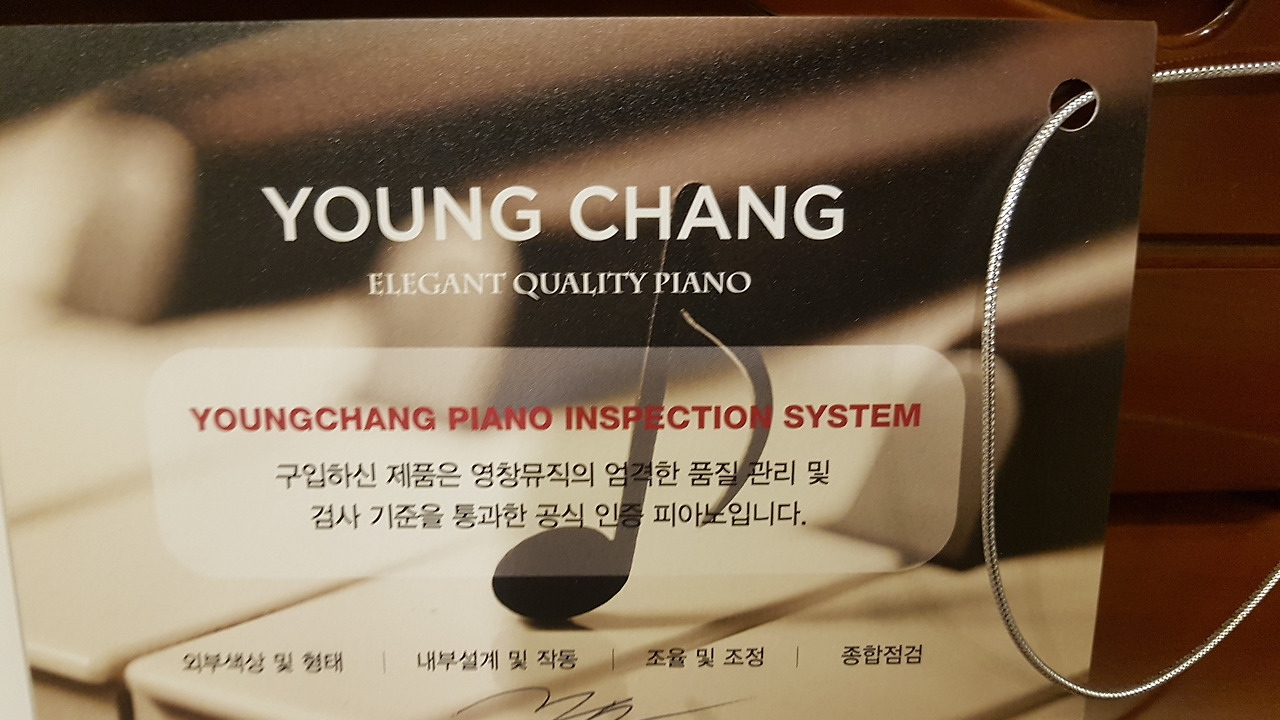 YOUNG CHANG
ELEGANT QUALITY PIANO
YOUNGCHANG PIANO INSPECTION SYSTEM
구입하신 제품은 영창뮤직의 엄격한 품질 관리 및
검사 기준을 통과한 공식 인증 피아노입니다.
외부색상 및 형태 | 내부설계 및 작동 | 조율 및 조정 | 종합점검